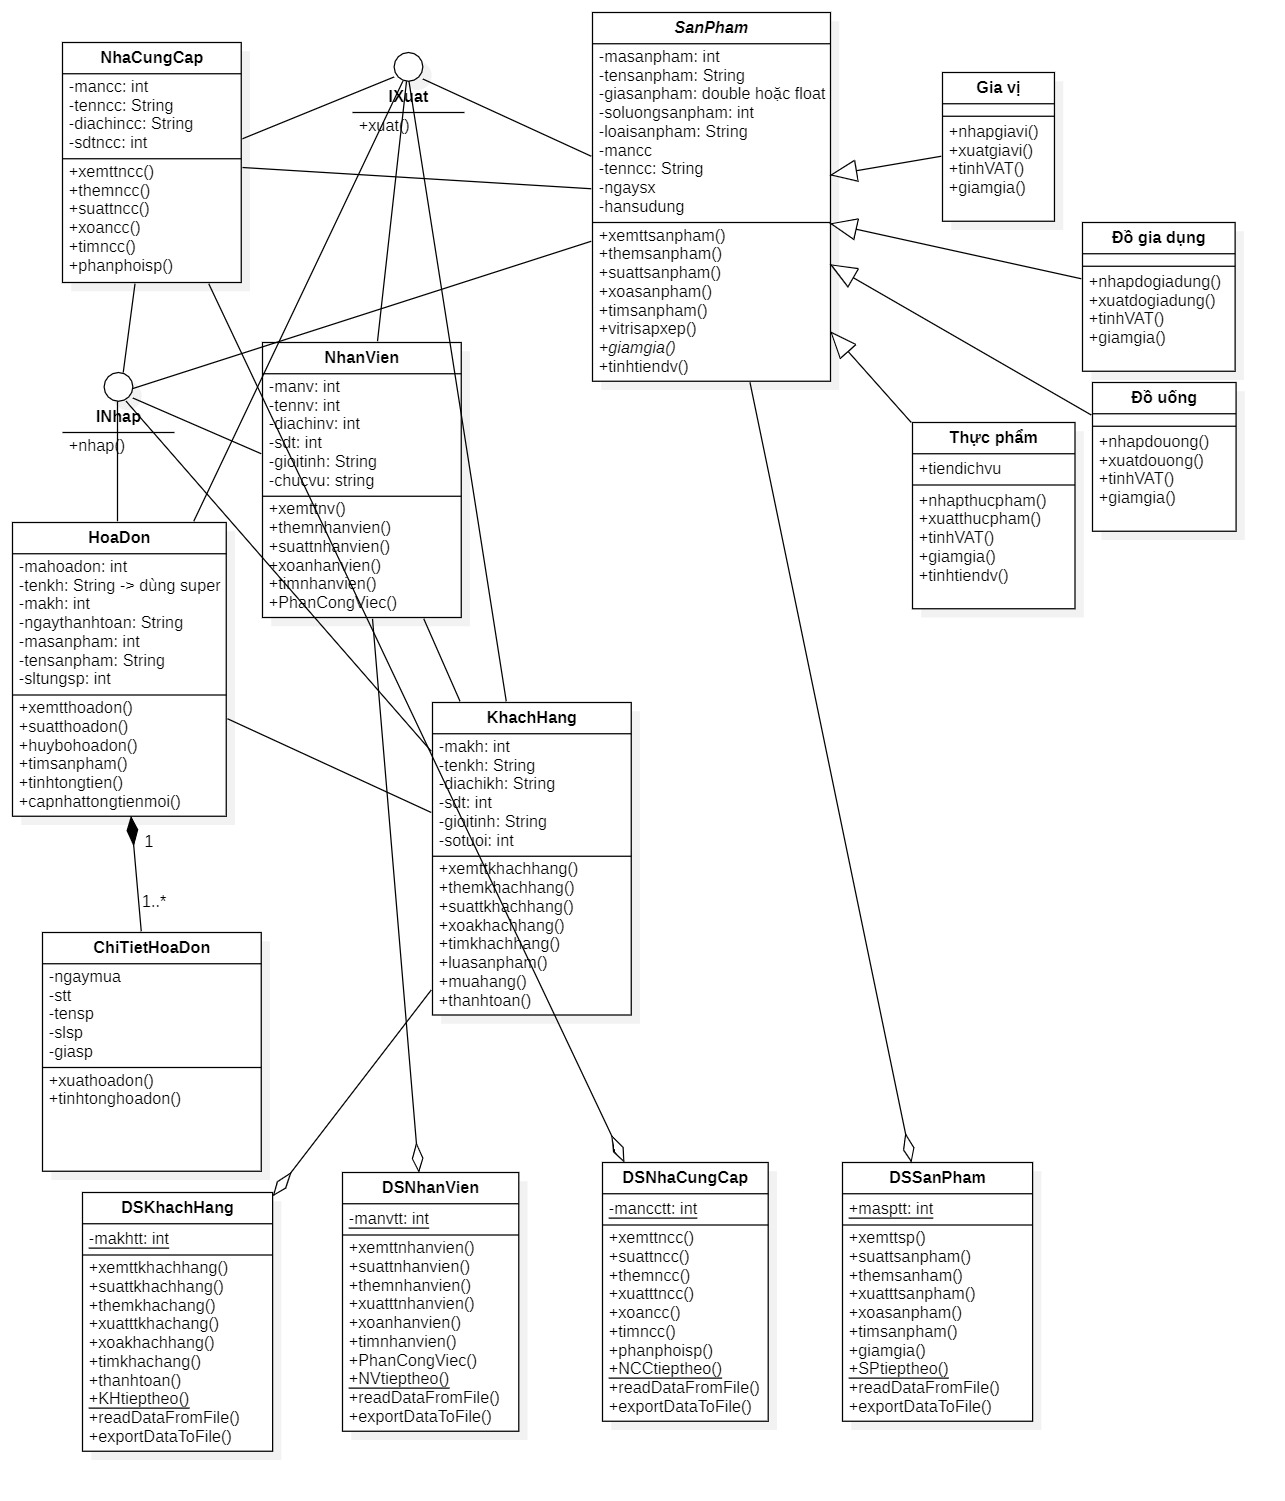 NhaCungCap
-mancc: int
-tenncc: String
-diachincc: String
-sdtncc: int
+xemttncc()
+themncc()
+suattncc()
+xoancc()
+timncc()
+phanphoisp()
IXuat
+xuat()
SanPham
-masanpham: int
-tensanpham: String
-giasanpham: double hoặc float
-soluongsanpham: int
-loaisanpham: String
-mancc
-tenncc: String
-ngaysx
-hansudung
+xemttsanpham()
+themsanpham()
+suattsanpham()
+xoasanpham()
+timsanpham()
+vitrisapxep()
+giamgia()
+tinhtiendv()
Gia vị
+nhapgiavi()
+xuatgiavi()
+tinhVAT()
+giamgia()
Đồ gia dụng
+nhapdogiadung()
+xuatdogiadung()
+tinhVAT()
+giamgia()
Đồ uống
+nhapdouong()
+xuatdouong()
+tinhVAT()
+giamgia()
Thực phẩm
+tiendichvu
+nhapthucpham()
+xuatthucpham()
+tinhVAT()
+giamgia()
+tinhtiendv()
INhap
+nhap()
NhanVien
-manv: int
-tennv: int
-diachinv: int
-sdt: int
-gioitinh: String
-chucvu: string
+xemttnv()
+themnhanvien()
+suattnhanvien()
+xoanhanvien()
+timnhanvien()
+PhanCongViec()
HoaDon
-mahoadon: int
-tenkh: String -> dùng super
-makh: int
-ngaythanhtoan: String
-masanpham: int
-tensanpham: String
-sltungsp: int
+xemtthoadon()
+suatthoadon()
+huybohoadon()
+timsanpham()
+tinhtongtien()
+capnhattongtienmoi()
1
1..*
KhachHang
-makh: int
-tenkh: String
-diachikh: String
-sdt: int
-gioitinh: String
-sotuoi: int
+xemttkhachhang()
+themkhachhang()
+suattkhachhang()
+xoakhachhang()
+timkhachhang()
+luasanpham()
+muahang()
+thanhtoan()
ChiTietHoaDon
-ngaymua
-stt
-tensp
-slsp
-giasp
+xuathoadon()
+tinhtonghoadon()
DSKhachHang
-makhtt: int
+xemttkhachhang()
+suattkhachhang()
+themkhachang()
+xuatttkhachang()
+xoakhachhang()
+timkhachang()
+thanhtoan()
+KHtieptheo()
+readDataFromFile()
+exportDataToFile()
DSNhanVien
-manvtt: int
+xemttnhanvien()
+suattnhanvien()
+themnhanvien()
+xuatttnhanvien()
+xoanhanvien()
+timnhanvien()
+PhanCongViec()
+NVtieptheo()
+readDataFromFile()
+exportDataToFile()
DSNhaCungCap
-mancctt: int
+xemttncc()
+suattncc()
+themncc()
+xuatttncc()
+xoancc()
+timncc()
+phanphoisp()
+NCCtieptheo()
+readDataFromFile()
+exportDataToFile()
DSSanPham
+masptt: int
+xemttsp()
+suattsanpham()
+themsanham()
+xuatttsanpham()
+xoasanpham()
+timsanpham()
+giamgia()
+SPtieptheo()
+readDataFromFile()
+exportDataToFile()